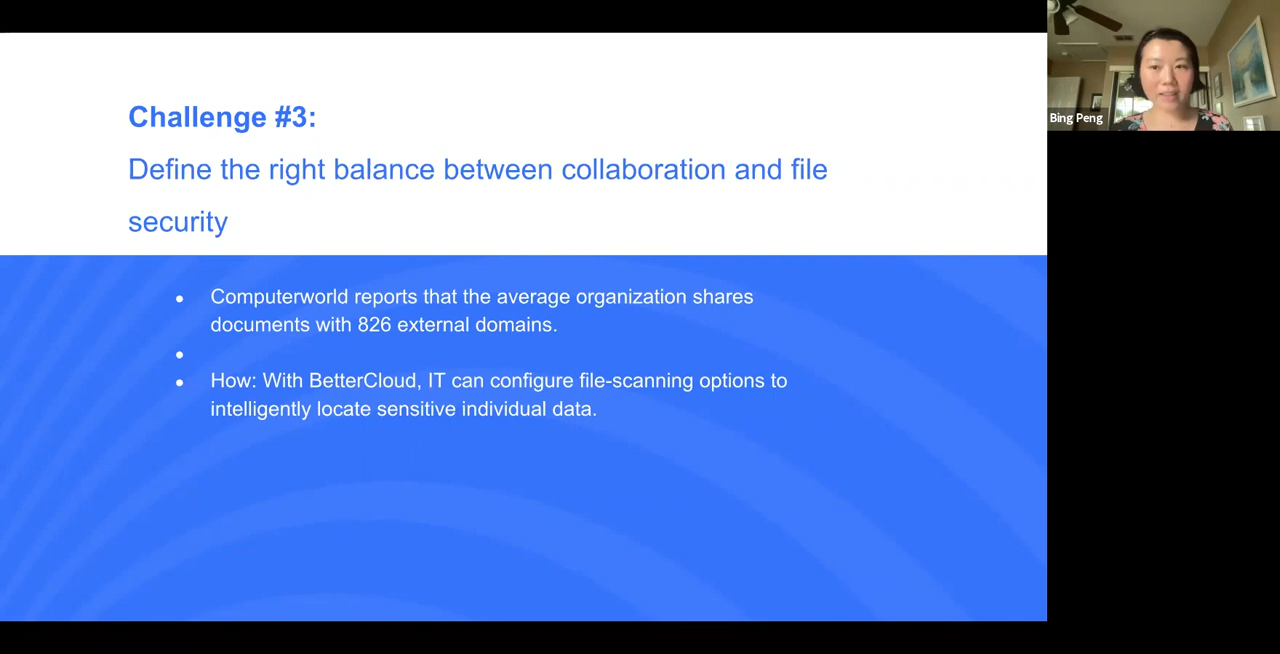 Challenge #3:
Define the right balance between collaboration and file
security
● Computerworld reports that the average organization shares
documents with 826 external domains.
●
● How: With BetterCloud, IT can configure file-scanning options to
intelligently locate sensitive individual data.
Bing Peng